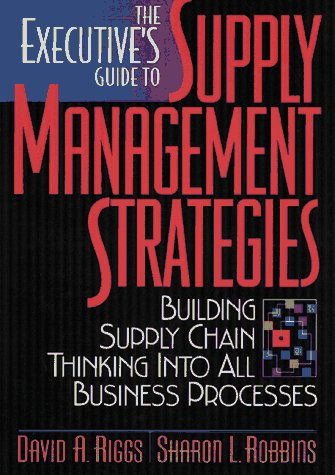 THE
EXECUTIVE'S
GUIDE TO
SUPPLY
MANAGEMENT
STRATEGIES
BUILDING
SUPPLY CHAIN
THINKING INTO ALL
BUSINESS PROCESSES
DAVID A. RIGGS SHARON L. ROBBINS